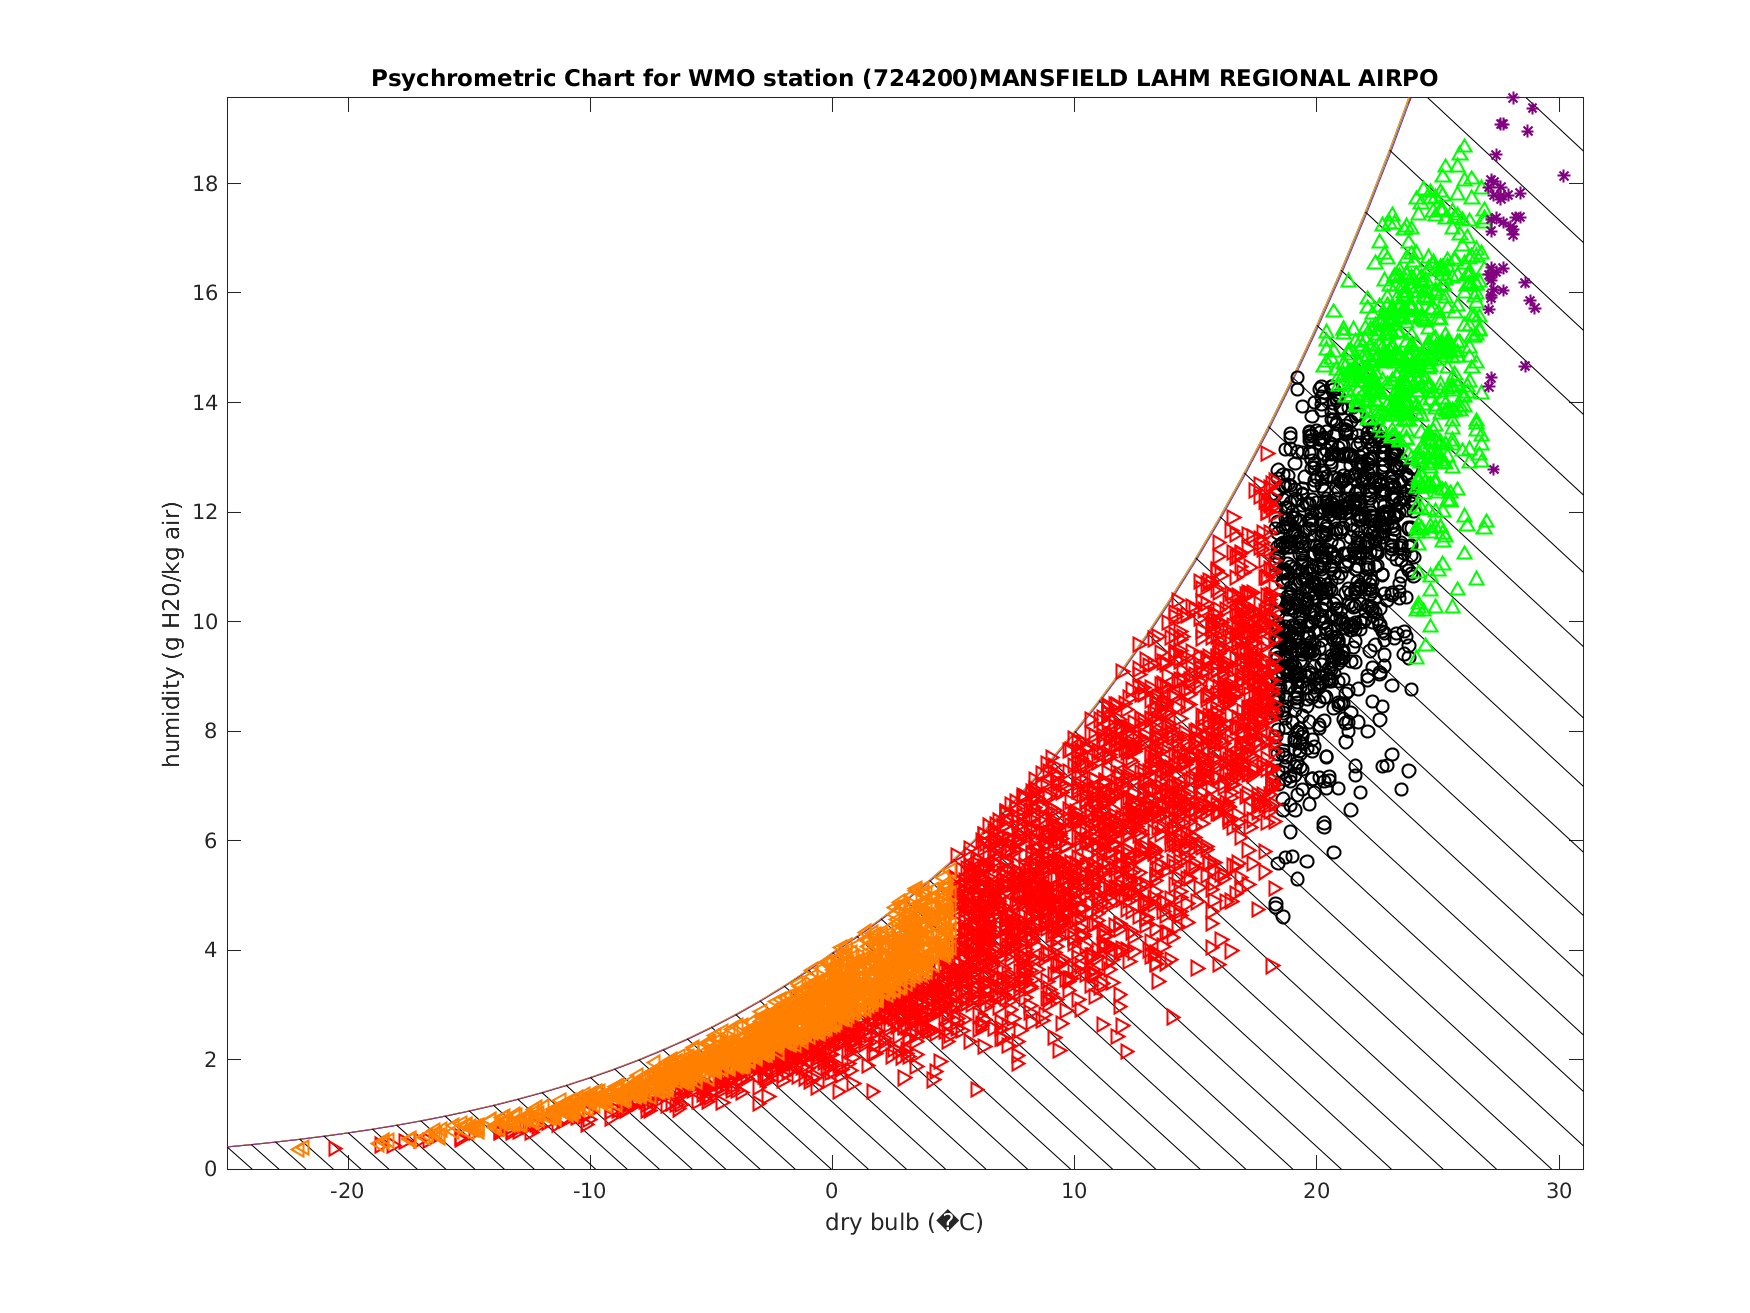 Psychrometric Chart for WMO station (724200)MANSFIELD LAHM REGIONAL AIRPO
18
16
14
12
10
8
6
4
2
0
humidity (g H20/kg air)
-20 -10 0 10 20 30
dry bulb (�C)